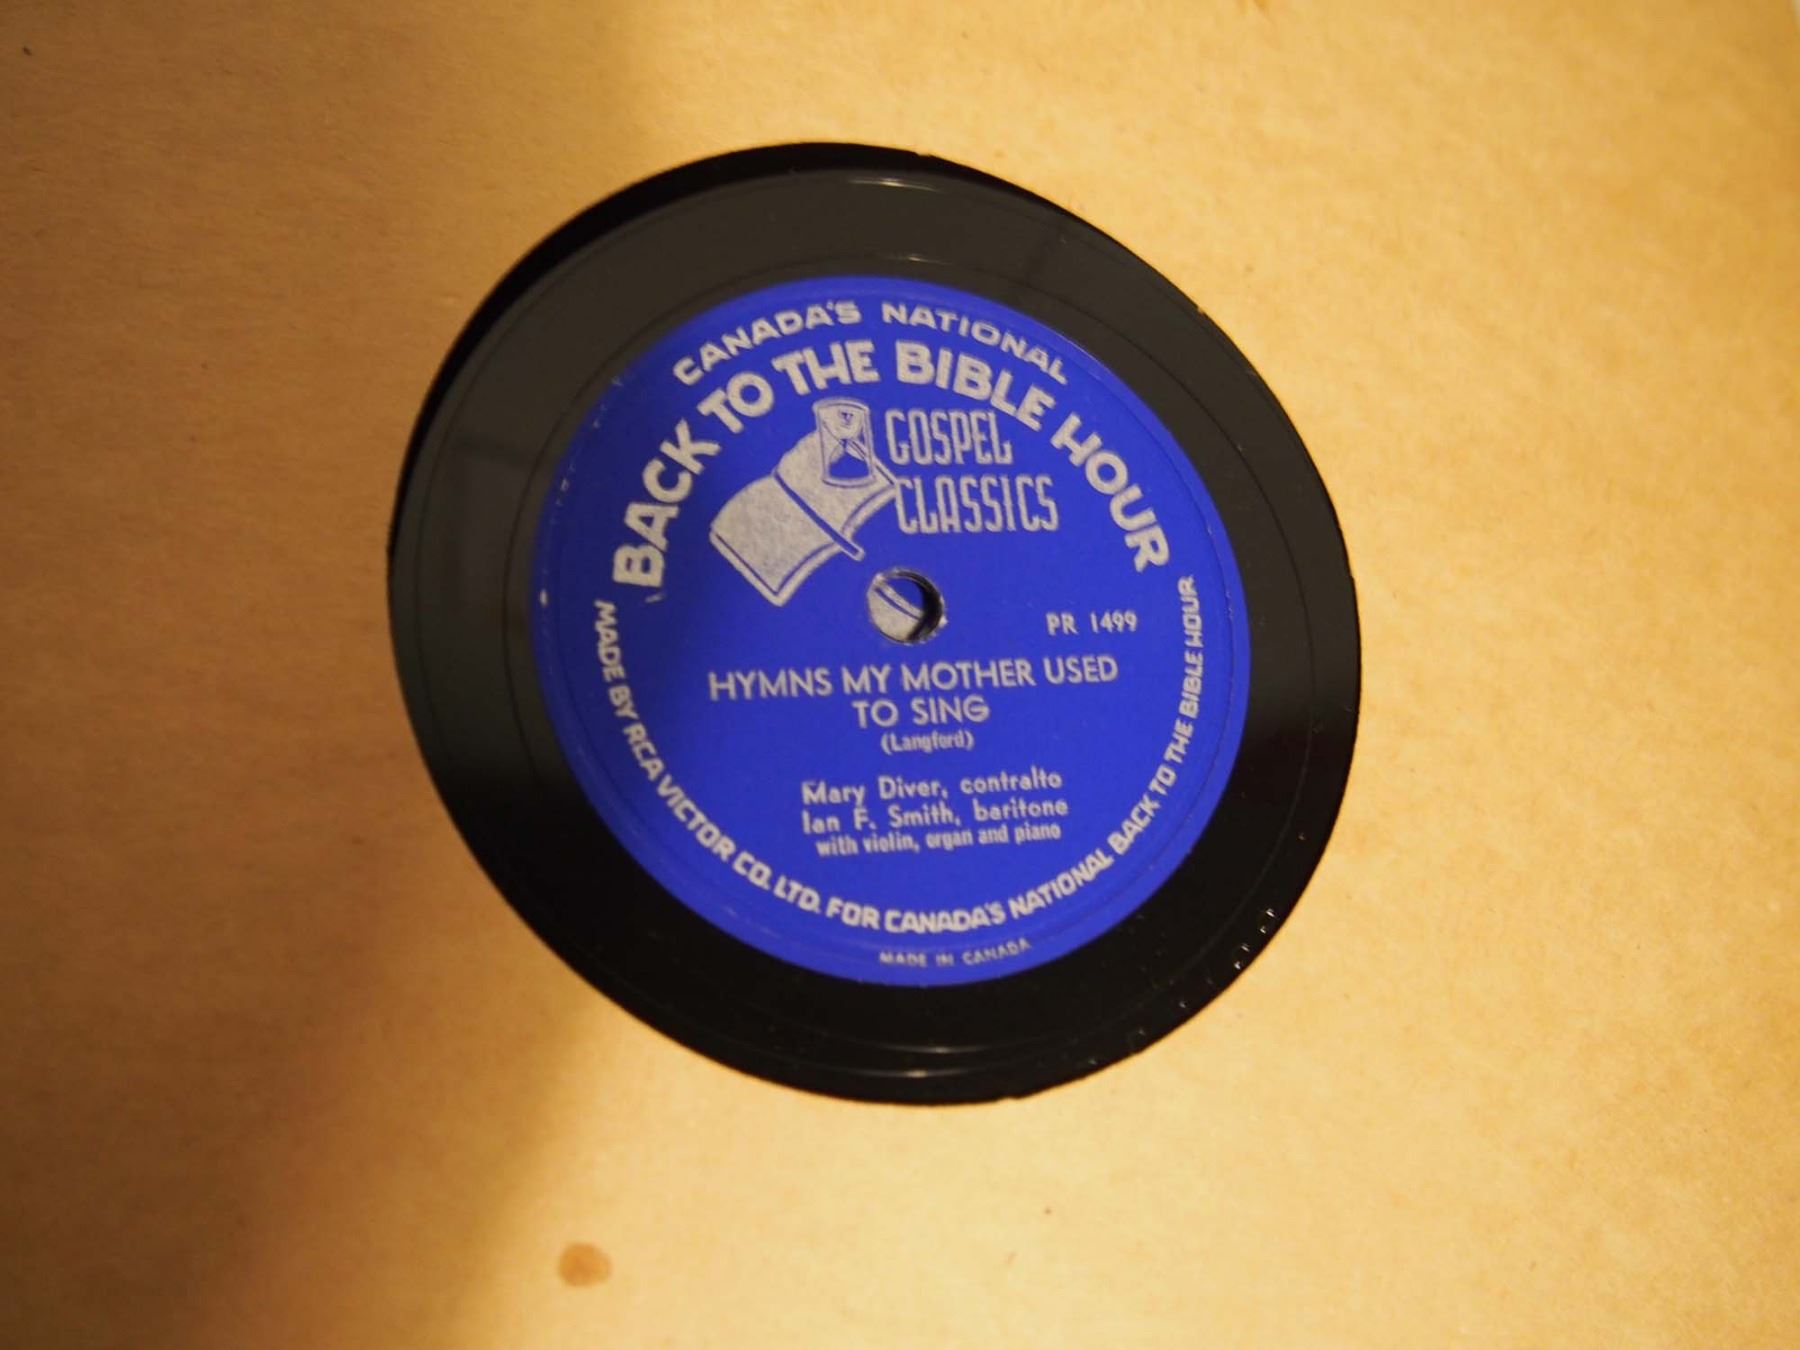 CANADA'S NATIONAL
BACK TO THE BIBLE HOUR
GOSPEL
CLASSICS
PR 1499
HYMNS MY MOTHER USED
TO SING
(Langford)
Mary Diver, contralto
Ian F. Smith, baritone
with violin, organ and piano
MADE BY RCA VICTOR CO. LTD. FOR CANADA'S NATIONAL BACK TO THE BIBLE HOUR
MADE IN CANADA